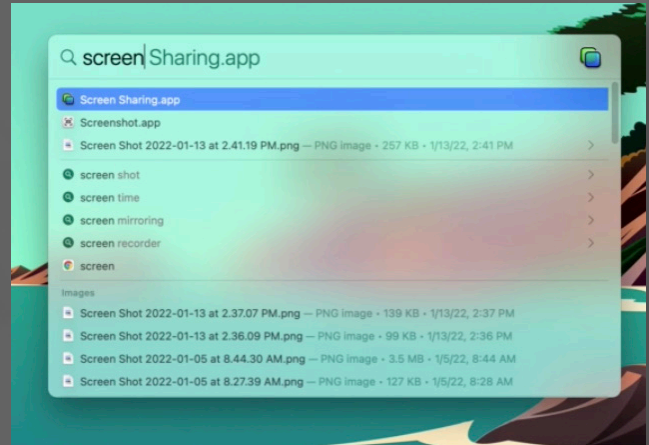 screen Sharing.app
Screen Sharing.app
Screenshot.app
Screen Shot 2022-01-13 at 2.41.19 PM.png — PNG image • 257 KB • 1/13/22, 2:41 PM
screen shot
screen time
screen mirroring
screen recorder
screen
Images
Screen Shot 2022-01-13 at 2.37.07 PM.png — PNG image • 139 KB • 1/13/22, 2:37 PM
Screen Shot 2022-01-13 at 2.36.09 PM.png — PNG image • 99 KB • 1/13/22, 2:36 PM
Screen Shot 2022-01-05 at 8.44.30 AM.png — PNG image • 3.5 MB • 1/5/22, 8:44 AM
Screen Shot 2022-01-05 at 8.27.39 AM.png — PNG image • 127 KB • 1/5/22, 8:28 AM